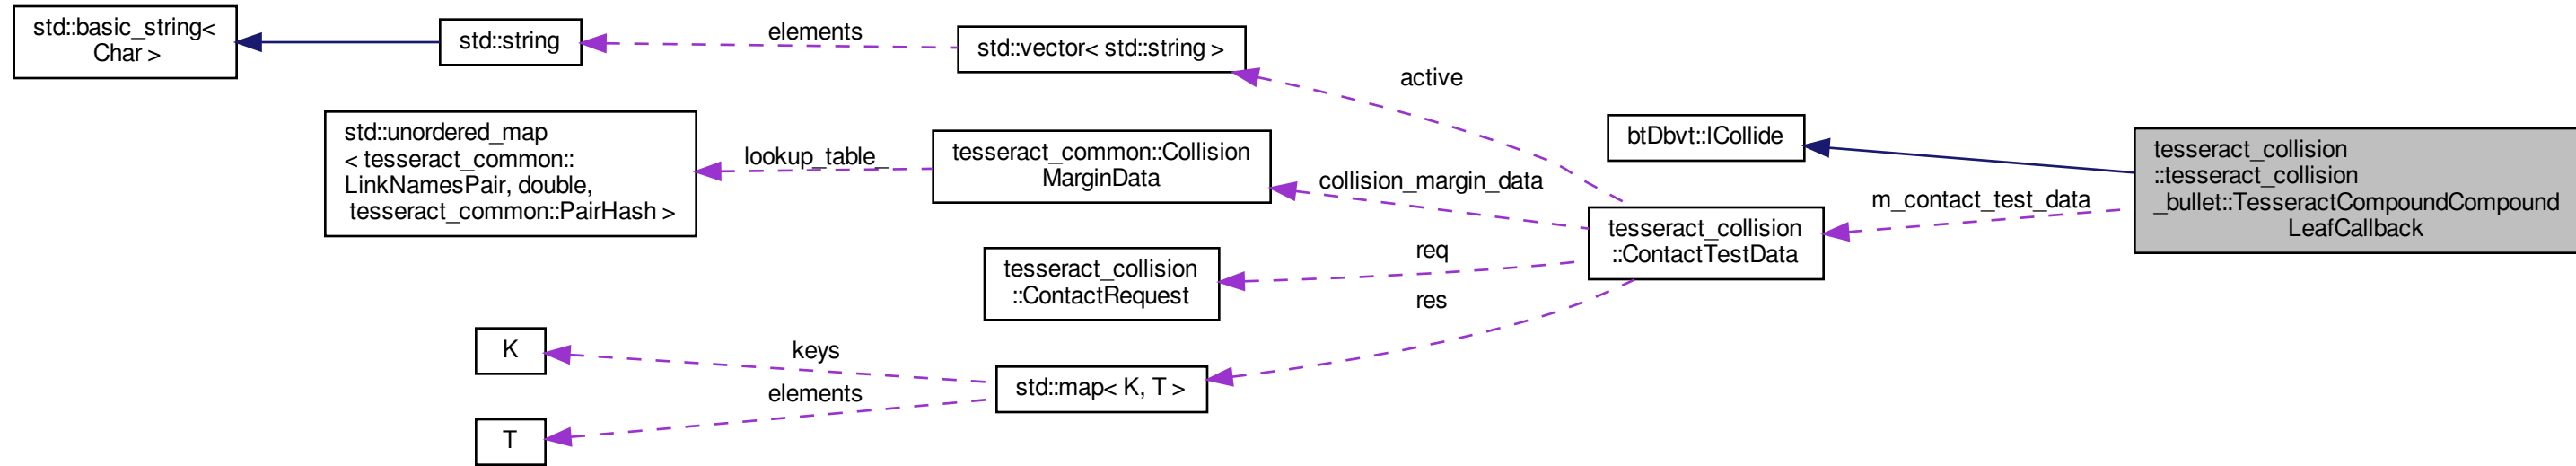 std::basic_string<
Char >
std::string
elements
std::vector< std::string >
active
std::unordered_map
< tesseract_common::
LinkNamesPair, double,
tesseract_common::PairHash >
lookup_table_
tesseract_common::Collision
MarginData
collision_margin_data
btDbvt::ICollide
tesseract_collision
::tesseract_collision
_bullet::TesseractCompoundCompound
LeafCallback
m_contact_test_data
tesseract_collision
::ContactTestData
req
tesseract_collision
::ContactRequest
res
K
keys
std::map< K, T >
elements
T